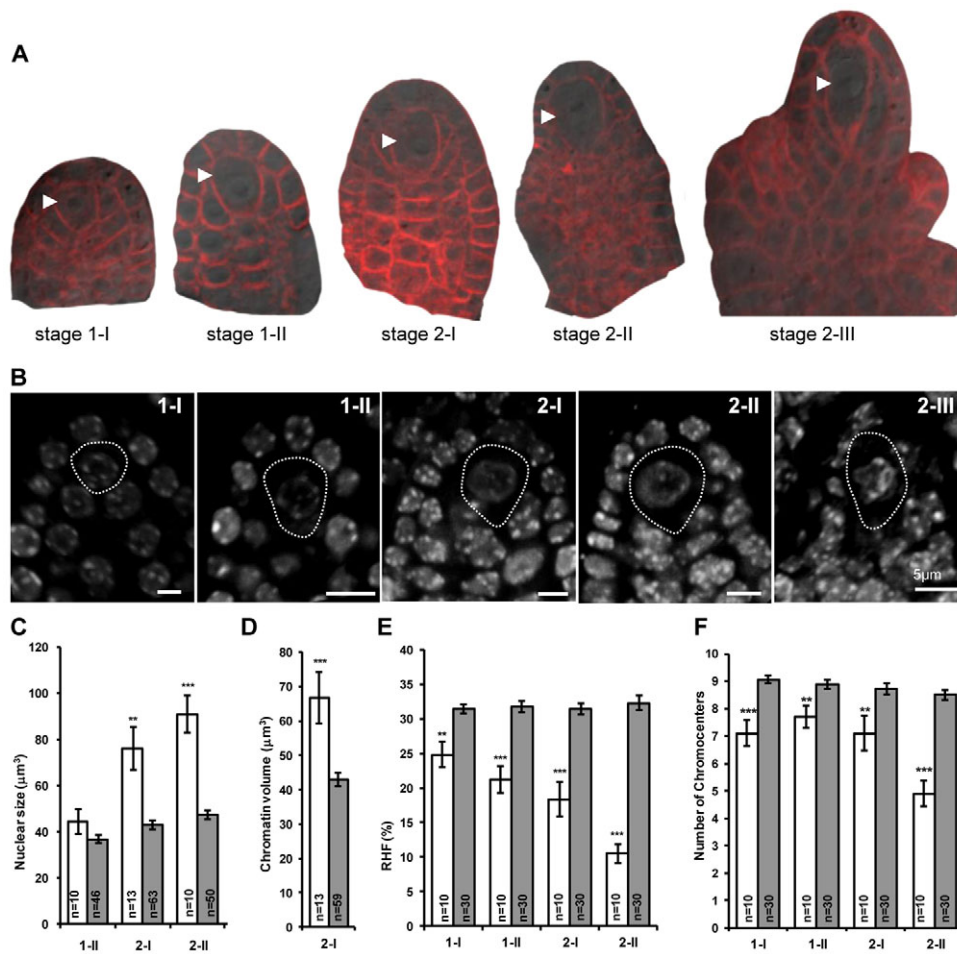 A
stage 1-I
stage 1-II
stage 2-I
stage 2-II
stage 2-III
B
1-I
1-II
2-I
2-II
2-III
5μm
C
Nuclear size (μm³)
120
100
80
60
40
20
0
**
***
n=10
n=46
n=13
n=63
n=10
n=50
1-II
2-I
2-II
D
Chromatin volume (μm³)
80
70
60
50
40
30
20
10
0
***
n=13
n=59
2-I
E
RHF (%)
40
35
30
25
20
15
10
5
0
**
***
***
***
n=10
n=30
n=10
n=30
n=10
n=30
n=10
n=30
1-I
1-II
2-I
2-II
F
Number of Chromocenters
10
9
8
7
6
5
4
3
2
1
0
***
**
**
***
n=10
n=30
n=10
n=30
n=10
n=30
n=10
n=30
1-I
1-II
2-I
2-II